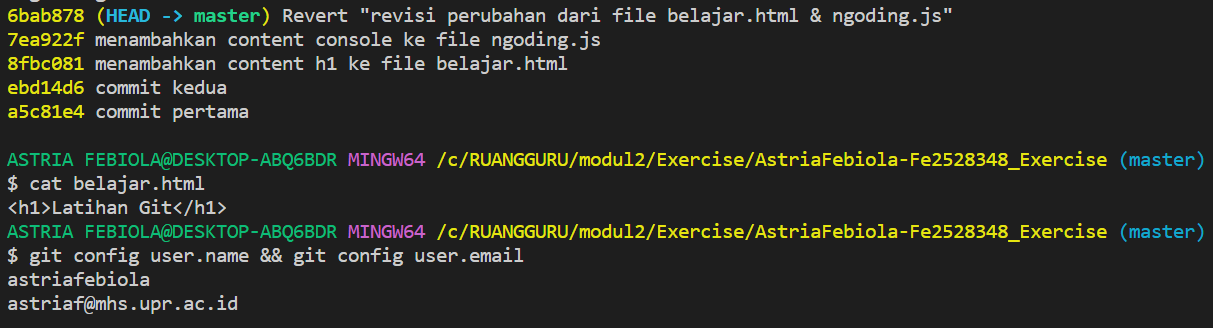 6bab878 (HEAD -> master) Revert "revisi perubahan dari file belajar.html & ngoding.js"
7ea922f menambahkan content console ke file ngoding.js
8fbc081 menambahkan content h1 ke file belajar.html
ebd14d6 commit kedua
a5c81e4 commit pertama
ASTRIA FEBIOLA@DESKTOP-ABQ6BDR MINGW64 /c/RUANGGURU/modul2/Exercise/AstriaFebiola-Fe2528348_Exercise (master)
$ cat belajar.html
<h1>Latihan Git</h1>
ASTRIA FEBIOLA@DESKTOP-ABQ6BDR MINGW64 /c/RUANGGURU/modul2/Exercise/AstriaFebiola-Fe2528348_Exercise (master)
$ git config user.name && git config user.email
astriafebiola
astriaf@mhs.upr.ac.id